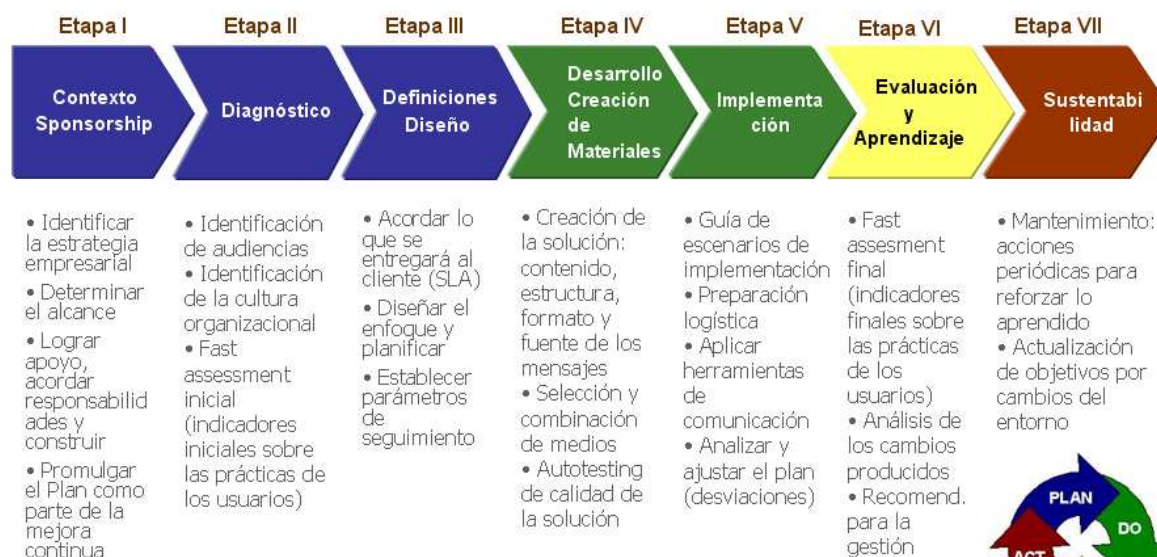 Etapa I
Etapa II
Etapa III
Etapa IV
Etapa V
Etapa VI
Etapa VII
Contexto
Sponsorship
Diagnóstico
Definiciones
Diseño
Desarrollo
Creación
de
Materiales
Implementa
ción
Evaluación
y
Aprendizaje
Sustentabi
lidad
• Identificar
la estrategia
empresarial
• Determinar
el alcance
• Lograr
apoyo,
acordar
responsabilid
ades y
construir
• Promulgar
el Plan como
parte de la
mejora
continua
• Identificación
de audiencias
• Identificación
de la cultura
organizacional
• Fast
assessment
inicial
(indicadores
iniciales sobre
las prácticas de
los usuarios)
• Acordar lo
que se
entregará al
cliente (SLA)
• Diseñar el
enfoque y
planificar
• Establecer
parámetros
de
seguimiento
• Creación de
la solución:
contenido,
estructura,
formato y
fuente de los
mensajes
• Selección y
combinación
de medios
• Autotesting
de calidad de
la solución
• Guía de
escenarios de
implementación
• Preparación
logística
• Aplicar
herramientas
de
comunicación
• Analizar y
ajustar el plan
(desviaciones)
• Fast
assesment
final
(indicadores
finales sobre
las prácticas
de los
usuarios)
• Análisis de
los cambios
producidos
• Recomend.
para la
gestión
• Mantenimiento:
acciones
periódicas para
reforzar lo
aprendido
• Actualización
de objetivos por
cambios del
entorno
PLAN
DO
ACT